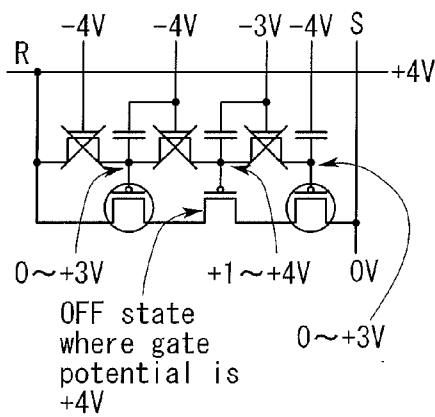 -4V -4V -3V -4V S
R
+4V
0~+3V +1~+4V 0V
OFF state
where gate
potential is
+4V
0~+3V